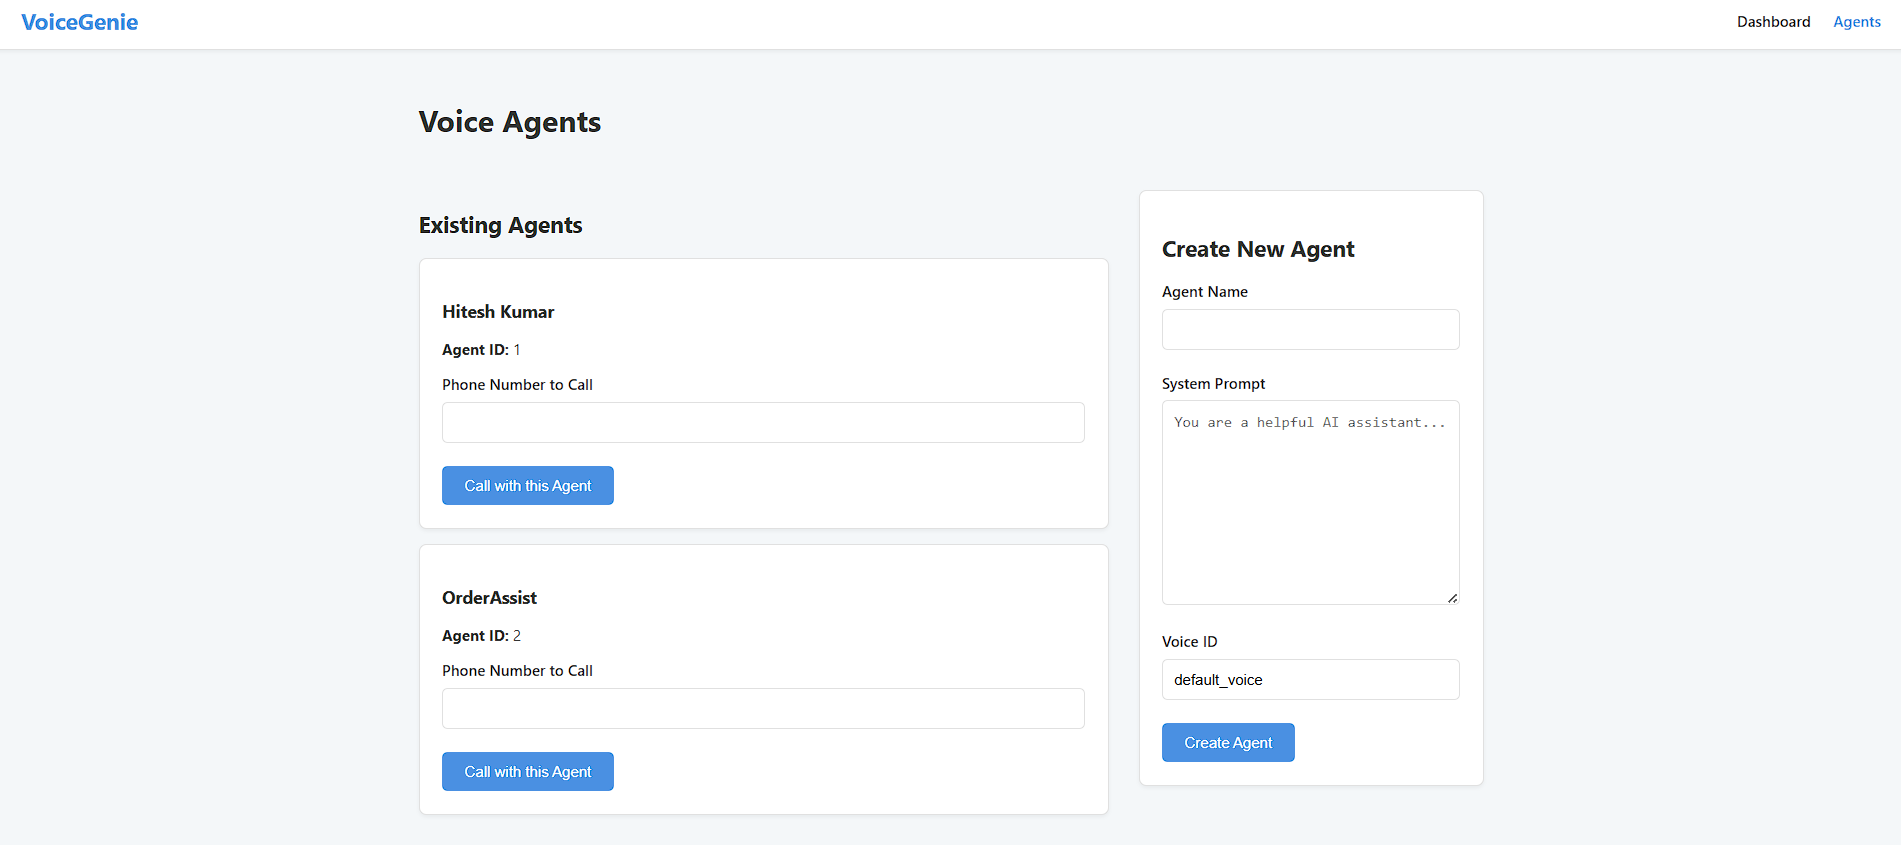 VoiceGenie
Dashboard
Agents
Voice Agents
Existing Agents
Hitesh Kumar
Agent ID: 1
Phone Number to Call
Call with this Agent
OrderAssist
Agent ID: 2
Phone Number to Call
Call with this Agent
Create New Agent
Agent Name
System Prompt
You are a helpful AI assistant...
Voice ID
default_voice
Create Agent